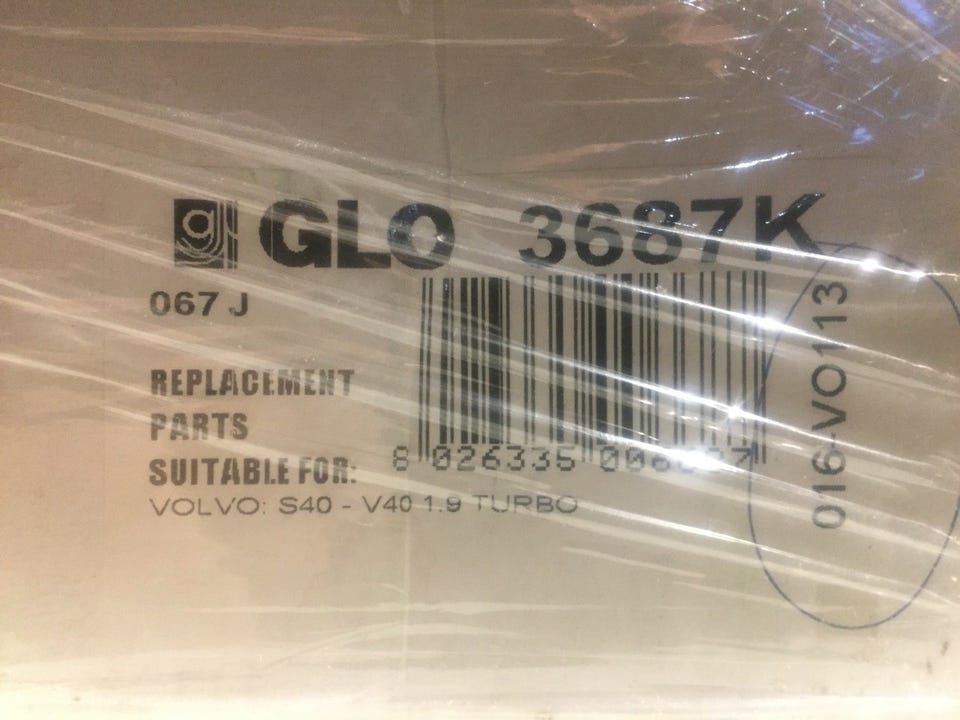 g GLO 3687K
067 J
REPLACEMENT
PARTS
SUITABLE FOR:
8 026335
VOLVO: S40 - V40 1.9 TURBO
016-VO113